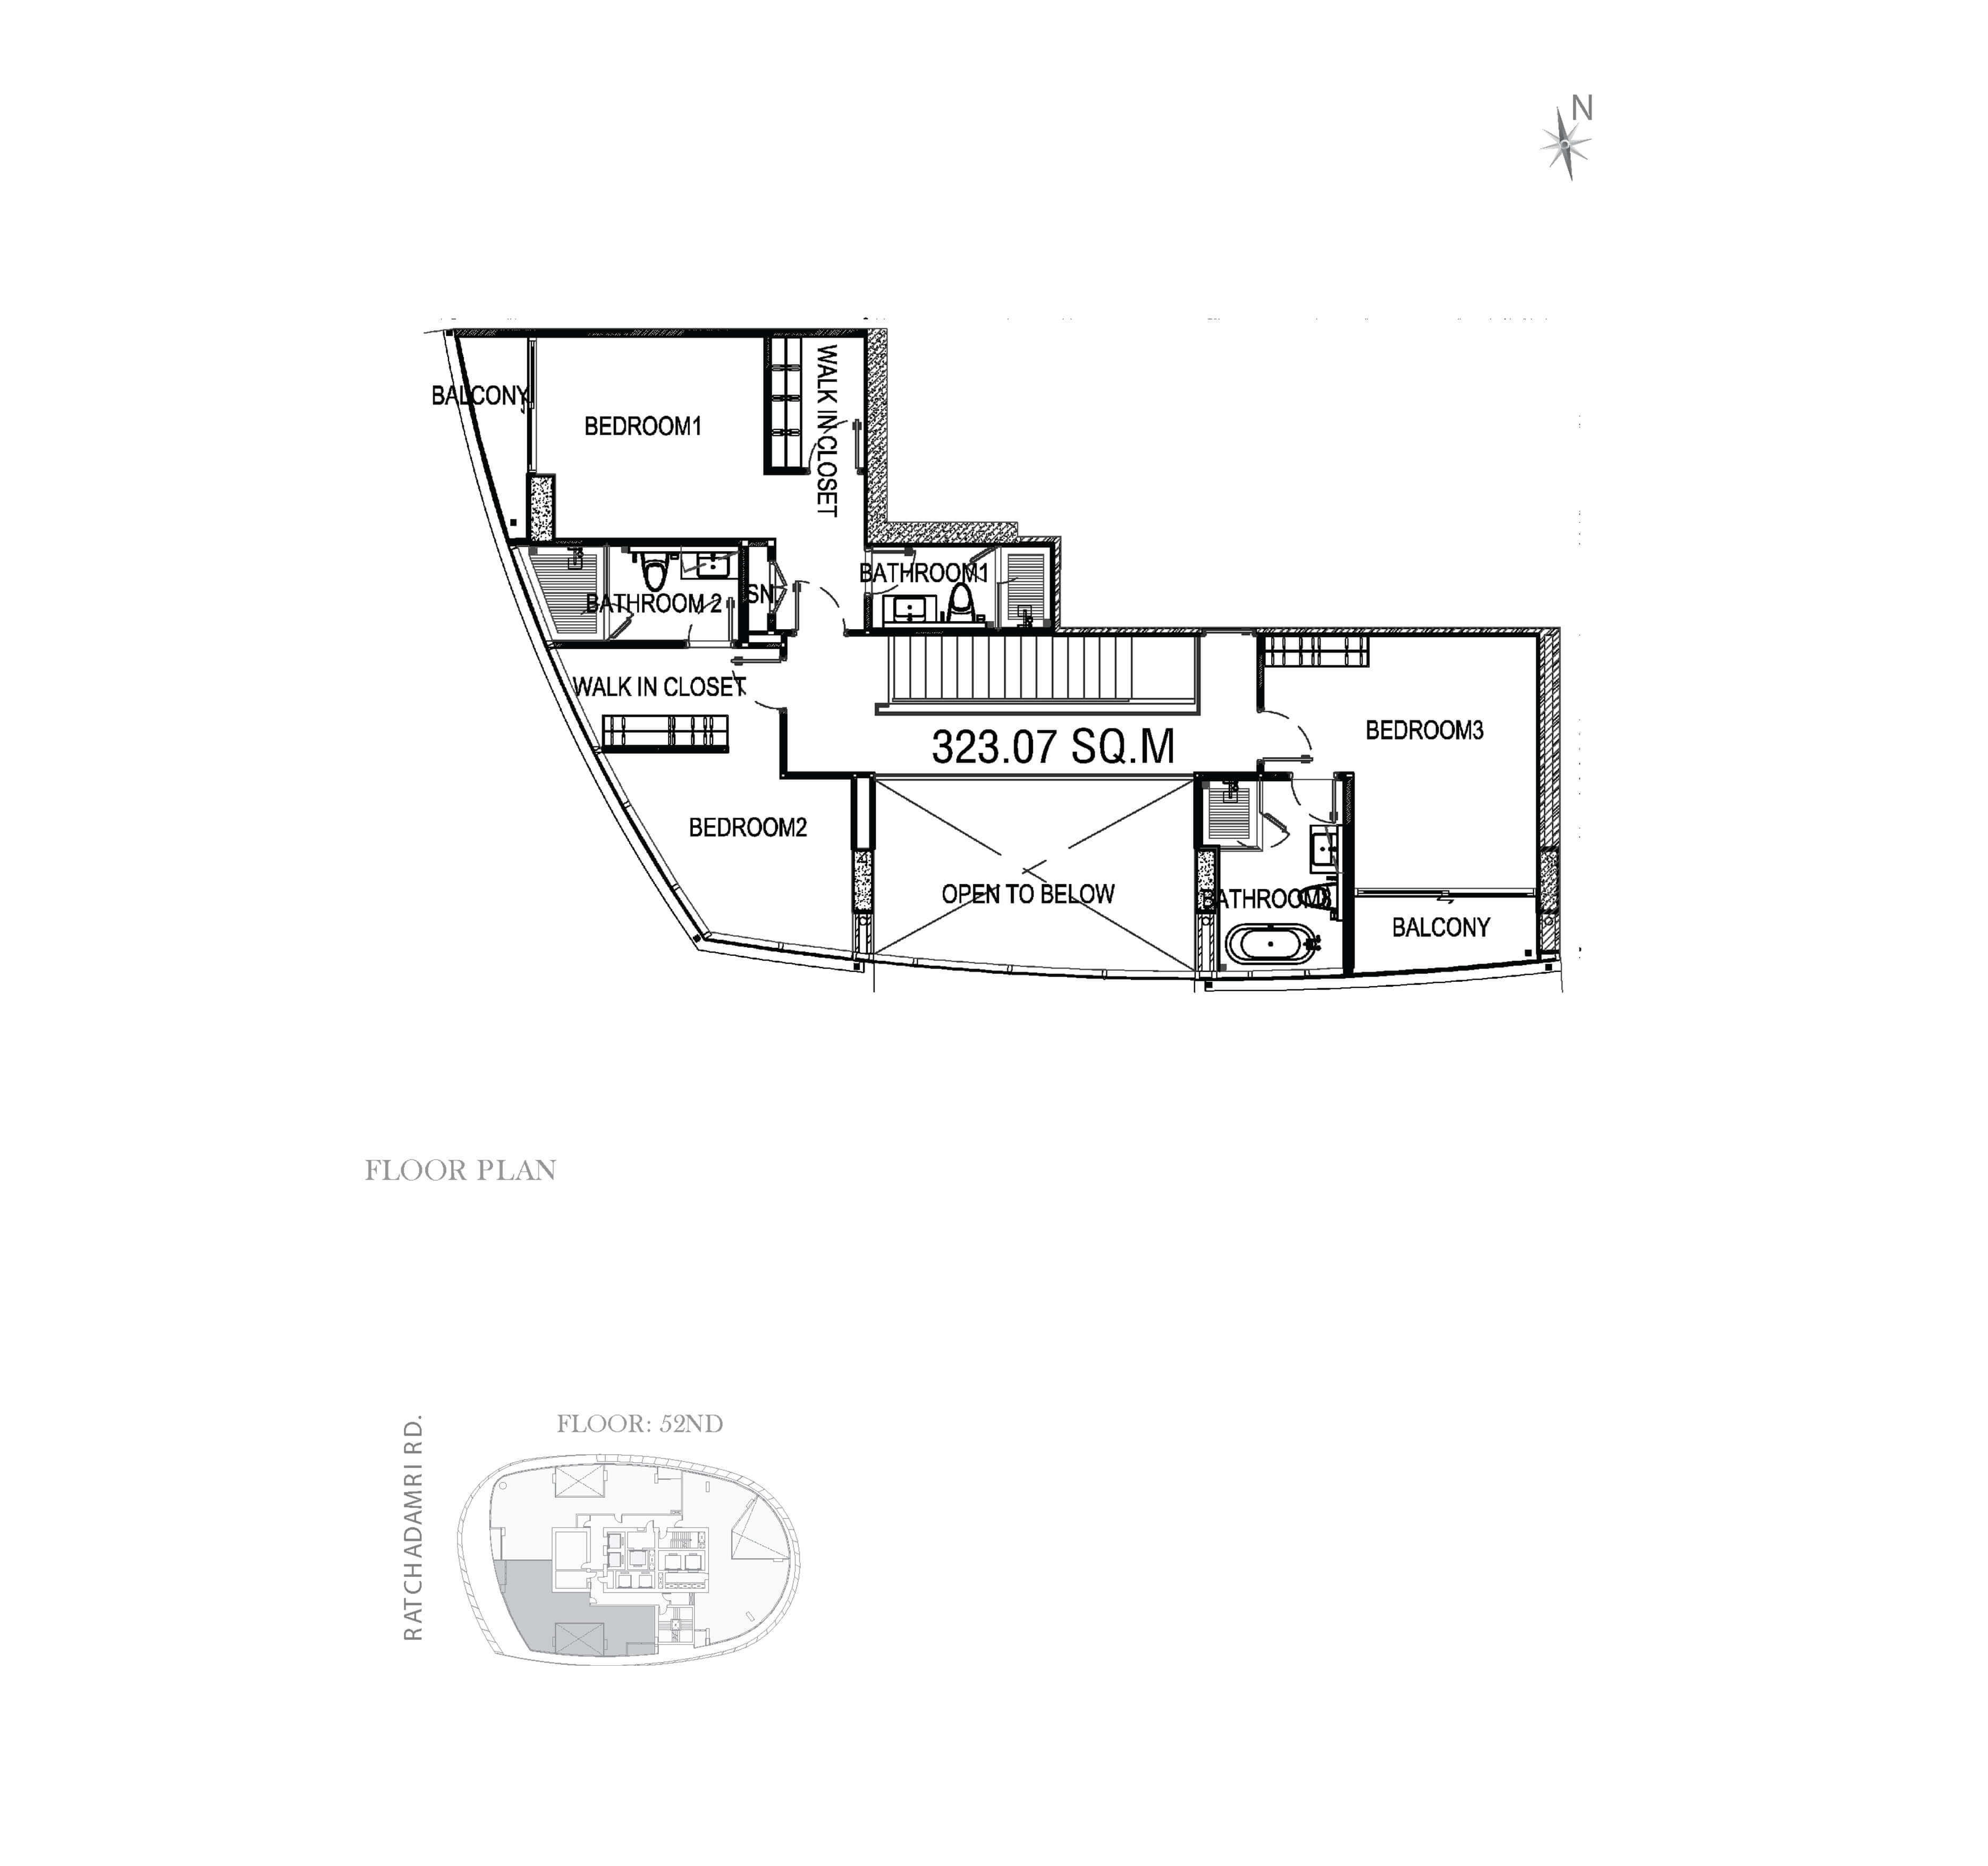 N
WALK IN CLOSET
BALCONY
BEDROOM1
BATHROOM1
SN
BATHROOM 2
WALK IN CLOSET
BEDROOM3
323.07 SQ.M
BEDROOM2
OPEN TO BELOW
BATHROOM
BALCONY
FLOOR PLAN
FLOOR: 52ND
RATCHADAMRI RD.